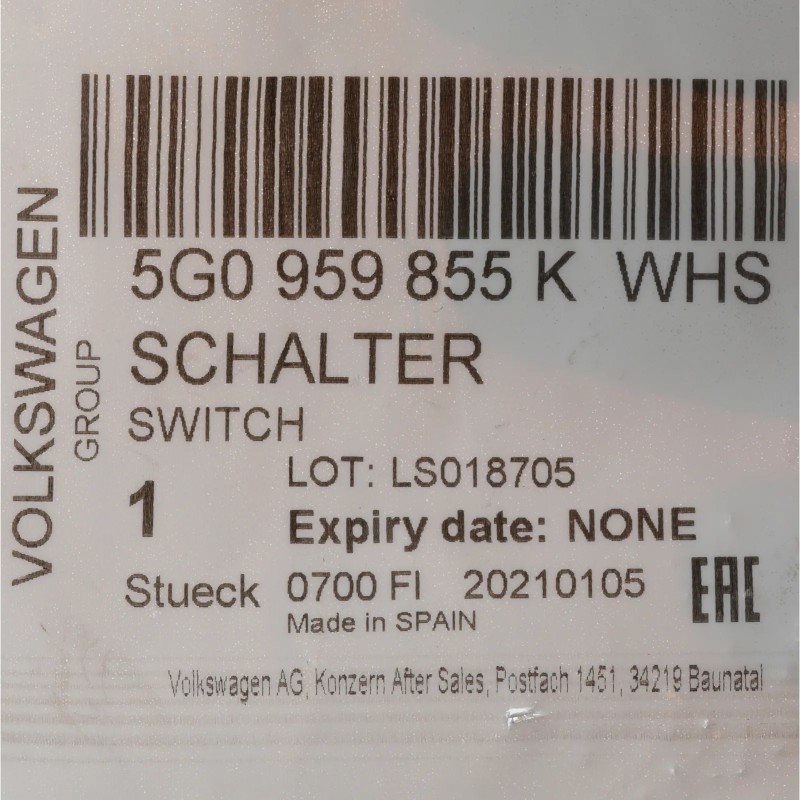 VOLKSWAGEN
GROUP
5G0 959 855 K WHS
SCHALTER
SWITCH
LOT: LS018705
1
Expiry date: NONE
Stueck 0700 FI 20210105
EAC
Made in SPAIN
Volkswagen AG, Konzern After Sales, Postfach 1451, 34219 Baunatal